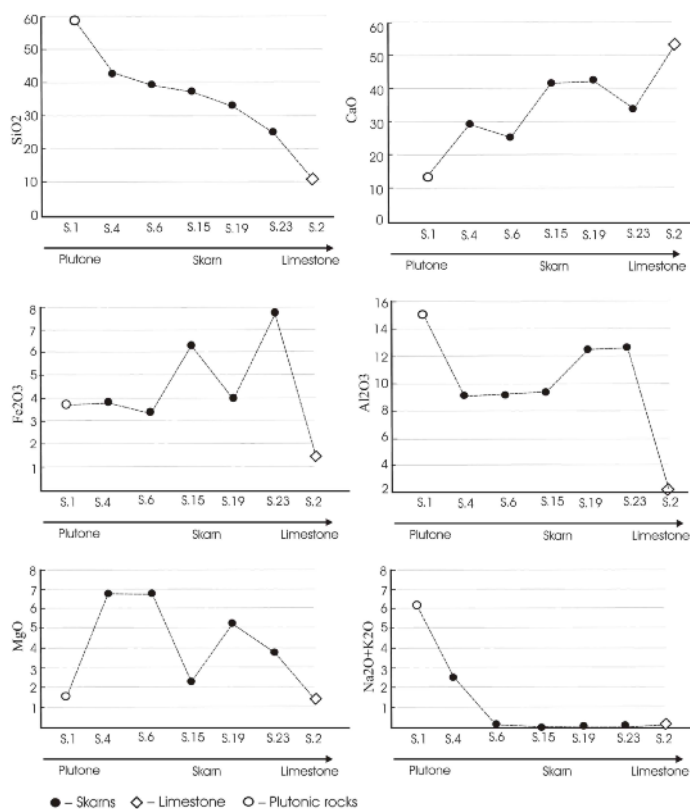 60
50
40
30
20
10
0
SiO2
S.1 S.4 S.6 S.15 S.19 S.23 S.2
Plutone Skarn Limestone
60
50
40
30
20
10
0
CaO
S.1 S.4 S.6 S.15 S.19 S.23 S.2
Plutone Skarn Limestone
8
7
6
5
4
3
2
1
Fe2O3
S.1 S.4 S.6 S.15 S.19 S.23 S.2
Plutone Skarn Limestone
16
14
12
10
8
6
4
2
Al2O3
S.1 S.4 S.6 S.15 S.19 S.23 S.2
Plutone Skarn Limestone
8
7
6
5
4
3
2
1
MgO
S.1 S.4 S.6 S.15 S.19 S.23 S.2
Plutone Skarn Limestone
8
7
6
5
4
3
2
1
Na2O+K2O
S.1 S.4 S.6 S.15 S.19 S.23 S.2
Plutone Skarn Limestone
– Skarns – Limestone – Plutonic rocks